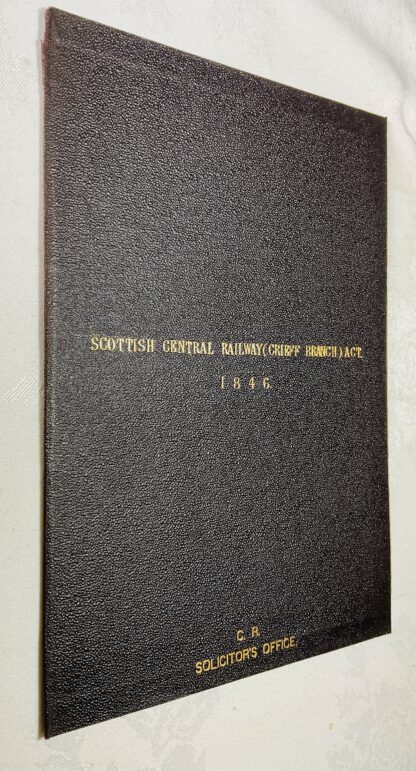 SCOTTISH CENTRAL RAILWAY (CRIEFF BRANCH) ACT.
1846.
C. R.
SOLICITOR'S OFFICE.